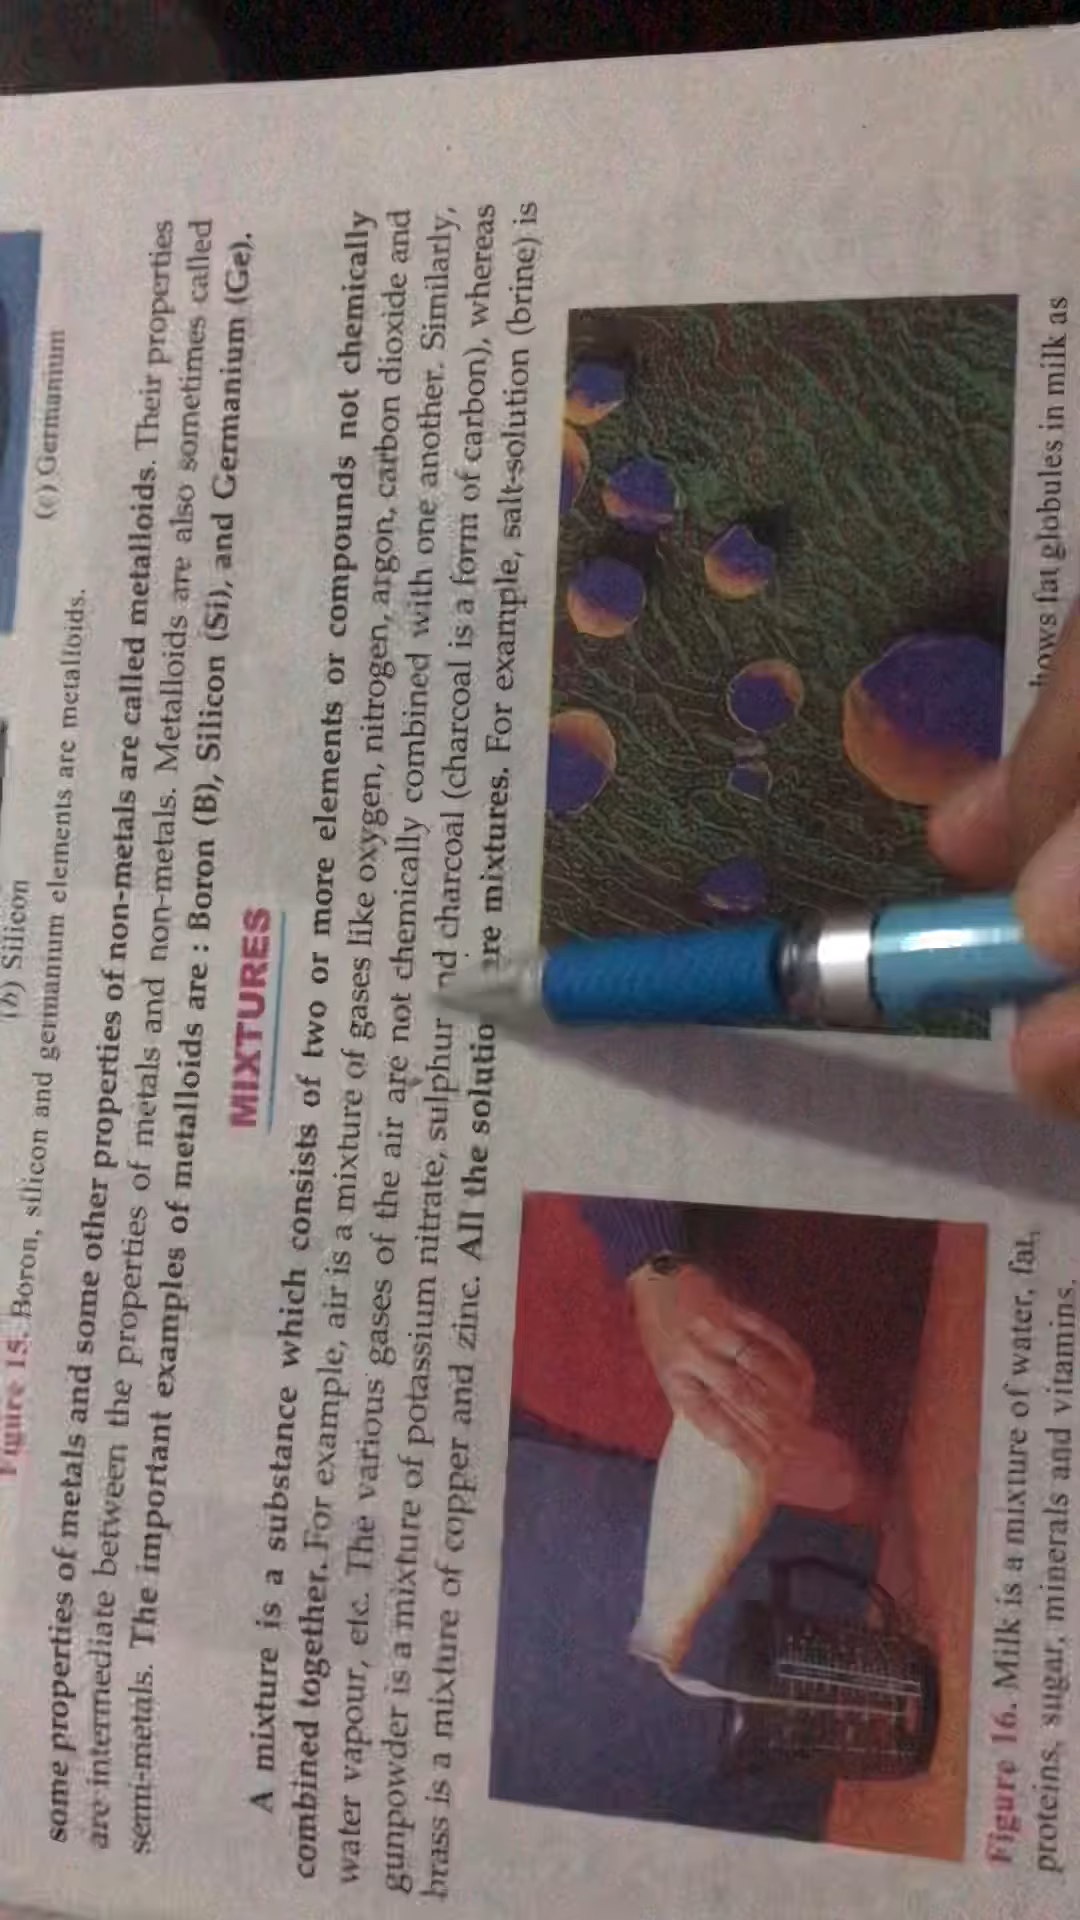 (b) Silicon
(c) Germanium
Figure 15. Boron, silicon and germanium elements are metalloids.
some properties of metals and some other properties of non-metals are called metalloids. Their properties
are intermediate between the properties of metals and non-metals. Metalloids are also sometimes called
semi-metals. The important examples of metalloids are : Boron (B), Silicon (Si), and Germanium (Ge).
MIXTURES
A mixture is a substance which consists of two or more elements or compounds not chemically
combined together. For example, air is a mixture of gases like oxygen, nitrogen, argon, carbon dioxide and
water vapour, etc. The various gases of the air are not chemically combined with one another. Similarly,
gunpowder is a mixture of potassium nitrate, sulphur nd charcoal (charcoal is a form of carbon), whereas
brass is a mixture of copper and zinc. All the solutio re mixtures. For example, salt-solution (brine) is
Figure 16. Milk is a mixture of water, fat,
proteins, sugar, minerals and vitamins.
hows fat globules in milk as